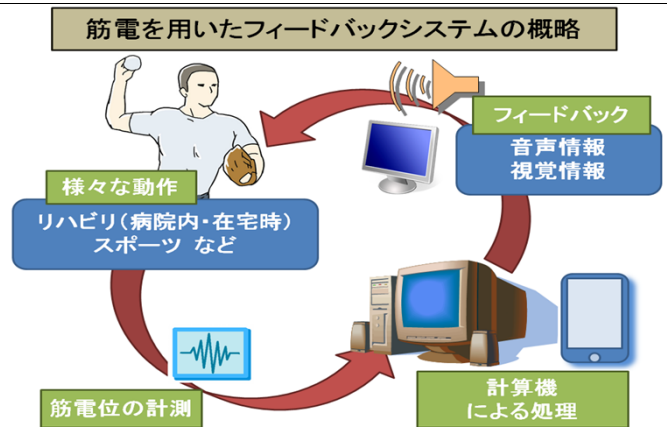 筋電を用いたフィードバックシステムの概略
フィードバック
音声情報
視覚情報
様々な動作
リハビリ（病院内・在宅時）
スポーツ など
筋電位の計測
計算機
による処理